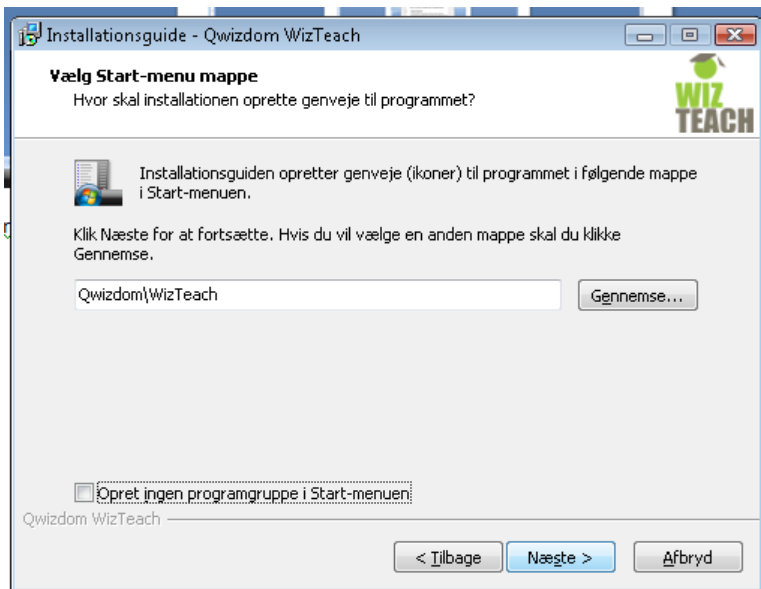 Installationsguide - Qwizdom WizTeach
Vælg Start-menu mappe
Hvor skal installationen oprette genveje til programmet?
WIZ
TEACH
Installationsguiden opretter genveje (ikoner) til programmet i følgende mappe
i Start-menuen.
Klik Næste for at fortsætte. Hvis du vil vælge en anden mappe skal du klikke
Gennemse.
Qwizdom\WizTeach
Gennemse...
Opret ingen programgruppe i Start-menuen
Qwizdom WizTeach
< Tilbage
Næste >
Afbryd